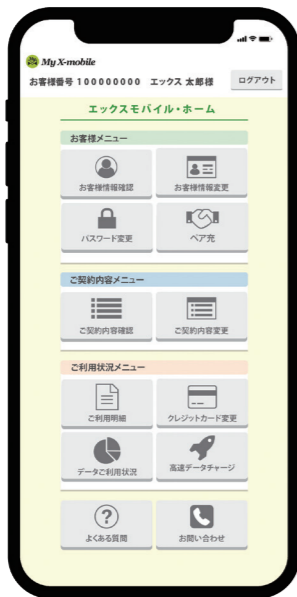 My X-mobile
お客様番号 100000000 エックス 太郎様 ログアウト
エックスモバイル・ホーム
お客様メニュー
お客様情報確認 お客様情報変更
パスワード変更 ペア充
ご契約内容メニュー
ご契約内容確認 ご契約内容変更
ご利用状況メニュー
ご利用明細 クレジットカード変更
データご利用状況 高速データチャージ
よくある質問 お問い合わせ